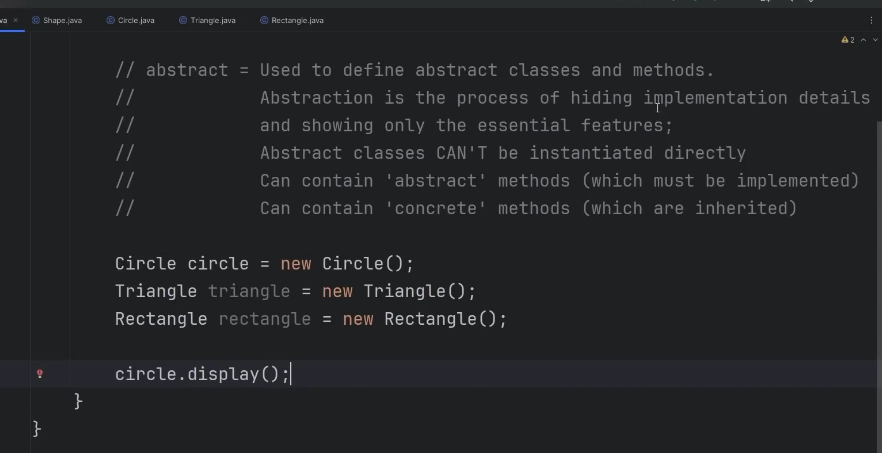 va × Shape.java Circle.java Triangle.java Rectangle.java
2
// abstract = Used to define abstract classes and methods.
// Abstraction is the process of hiding implementation details
// and showing only the essential features;
// Abstract classes CAN'T be instantiated directly
// Can contain 'abstract' methods (which must be implemented)
// Can contain 'concrete' methods (which are inherited)
Circle circle = new Circle();
Triangle triangle = new Triangle();
Rectangle rectangle = new Rectangle();
circle.display();
}
}